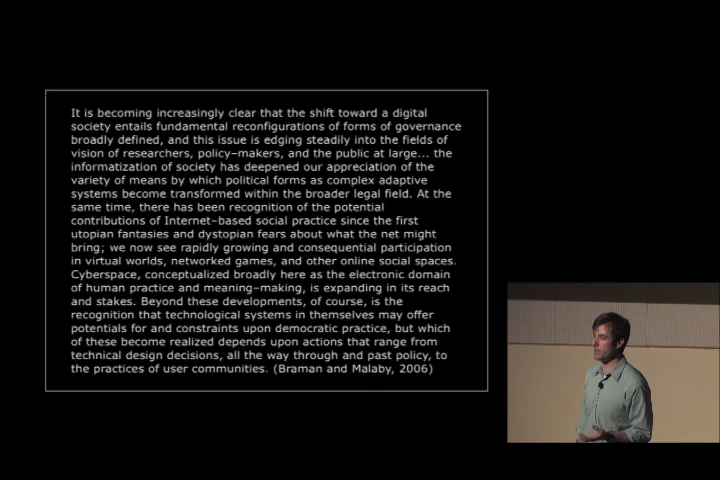 It is becoming increasingly clear that the shift toward a digital
society entails fundamental reconfigurations of forms of governance
broadly defined, and this issue is edging steadily into the fields of
vision of researchers, policy-makers, and the public at large... the
informatization of society has deepened our appreciation of the
variety of means by which political forms as complex adaptive
systems become transformed within the broader legal field. At the
same time, there has been recognition of the potential
contributions of Internet-based social practice since the first
utopian fantasies and dystopian fears about what the net might
bring; we now see rapidly growing and consequential participation
in virtual worlds, networked games, and other online social spaces.
Cyberspace, conceptualized broadly here as the electronic domain
of human practice and meaning-making, is expanding in its reach
and stakes. Beyond these developments, of course, is the
recognition that technological systems in themselves may offer
potentials for and constraints upon democratic practice, but which
of these become realized depends upon actions that range from
technical design decisions, all the way through and past policy, to
the practices of user communities. (Braman and Malaby, 2006)